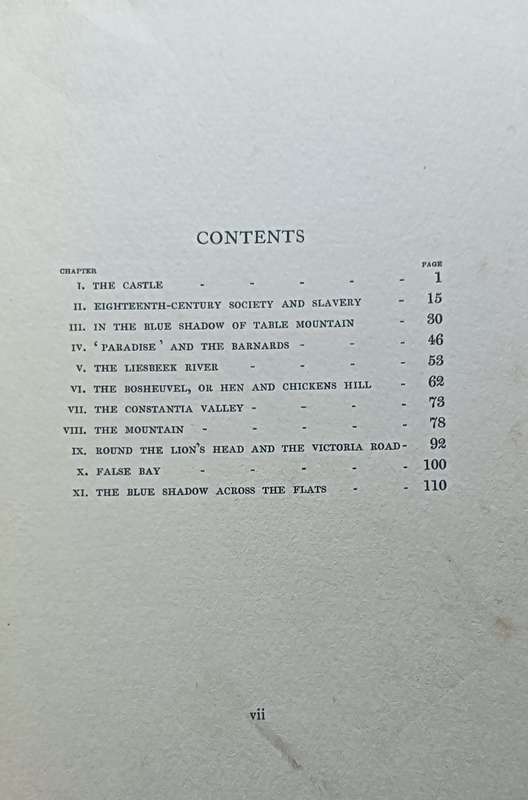 CONTENTS
CHAPTER PAGE
I. THE CASTLE - - - - - 1
II. EIGHTEENTH-CENTURY SOCIETY AND SLAVERY - 15
III. IN THE BLUE SHADOW OF TABLE MOUNTAIN - 30
IV. ‘PARADISE’ AND THE BARNARDS - - - 46
V. THE LIESBEEK RIVER - - - - 53
VI. THE BOSHEUVEL, OR HEN AND CHICKENS HILL - 62
VII. THE CONSTANTIA VALLEY - - - - 73
VIII. THE MOUNTAIN - - - - - 78
IX. ROUND THE LION'S HEAD AND THE VICTORIA ROAD - 92
X. FALSE BAY - - - - - 100
XI. THE BLUE SHADOW ACROSS THE FLATS - - 110
vii